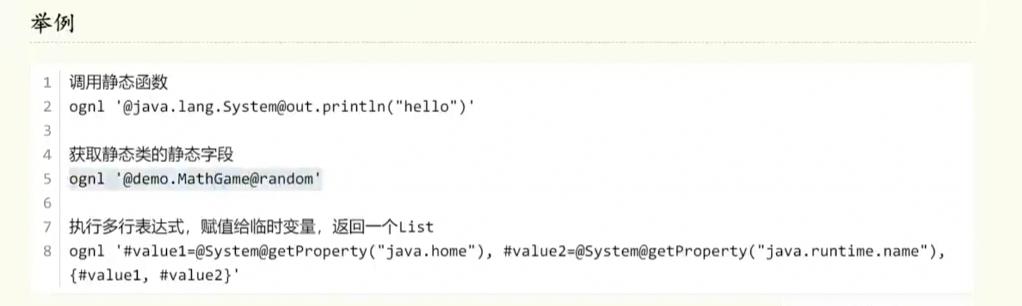 举例
1 调用静态函数
2 ognl '@java.lang.System@out.println("hello")'
3
4 获取静态类的静态字段
5 ognl '@demo.MathGame@random'
6
7 执行多行表达式，赋值给临时变量，返回一个List
8 ognl '#value1=@System@getProperty("java.home"), #value2=@System@getProperty("java.runtime.name"),
{#value1, #value2}'